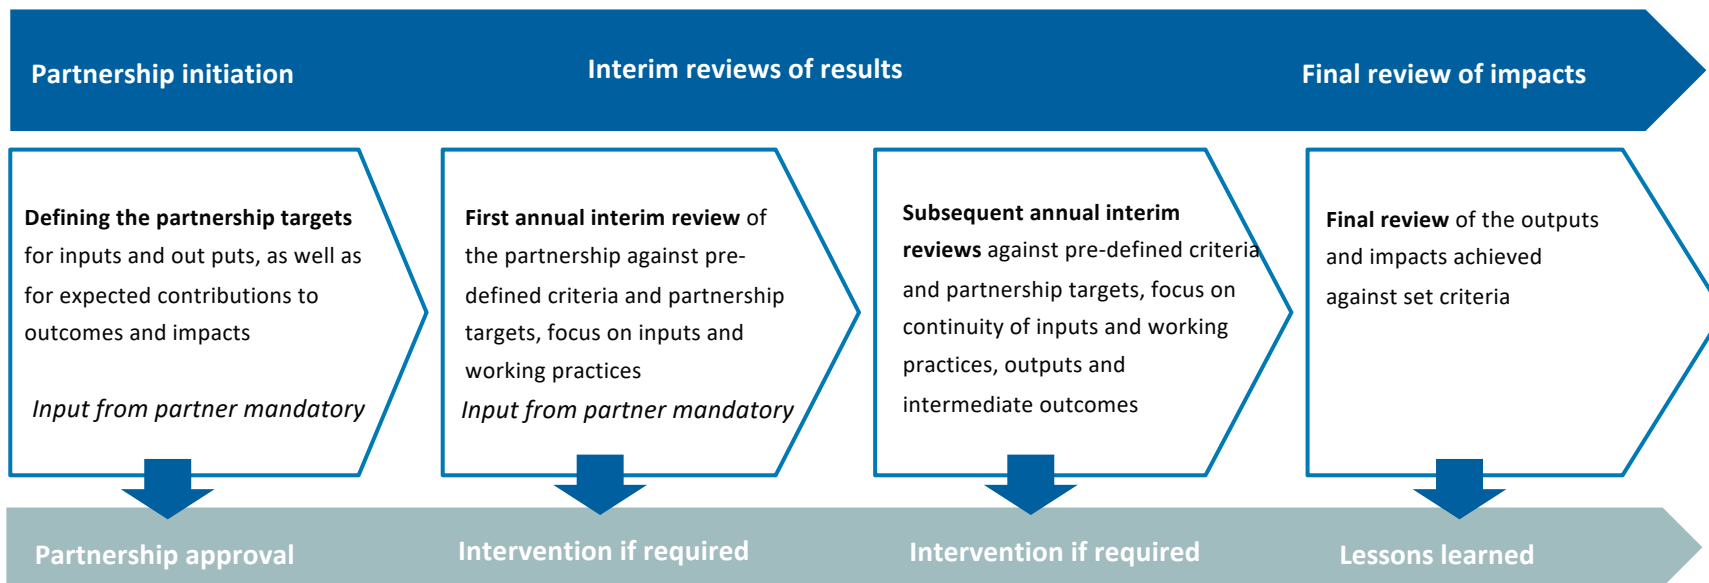 Partnership initiation
Interim reviews of results
Final review of impacts
Defining the partnership targets
for inputs and out puts, as well as
for expected contributions to
outcomes and impacts
Input from partner mandatory
First annual interim review of
the partnership against pre-
defined criteria and partnership
targets, focus on inputs and
working practices
Input from partner mandatory
Subsequent annual interim
reviews against pre-defined criteria
and partnership targets, focus on
continuity of inputs and working
practices, outputs and
intermediate outcomes
Final review of the outputs
and impacts achieved
against set criteria
Partnership approval
Intervention if required
Intervention if required
Lessons learned